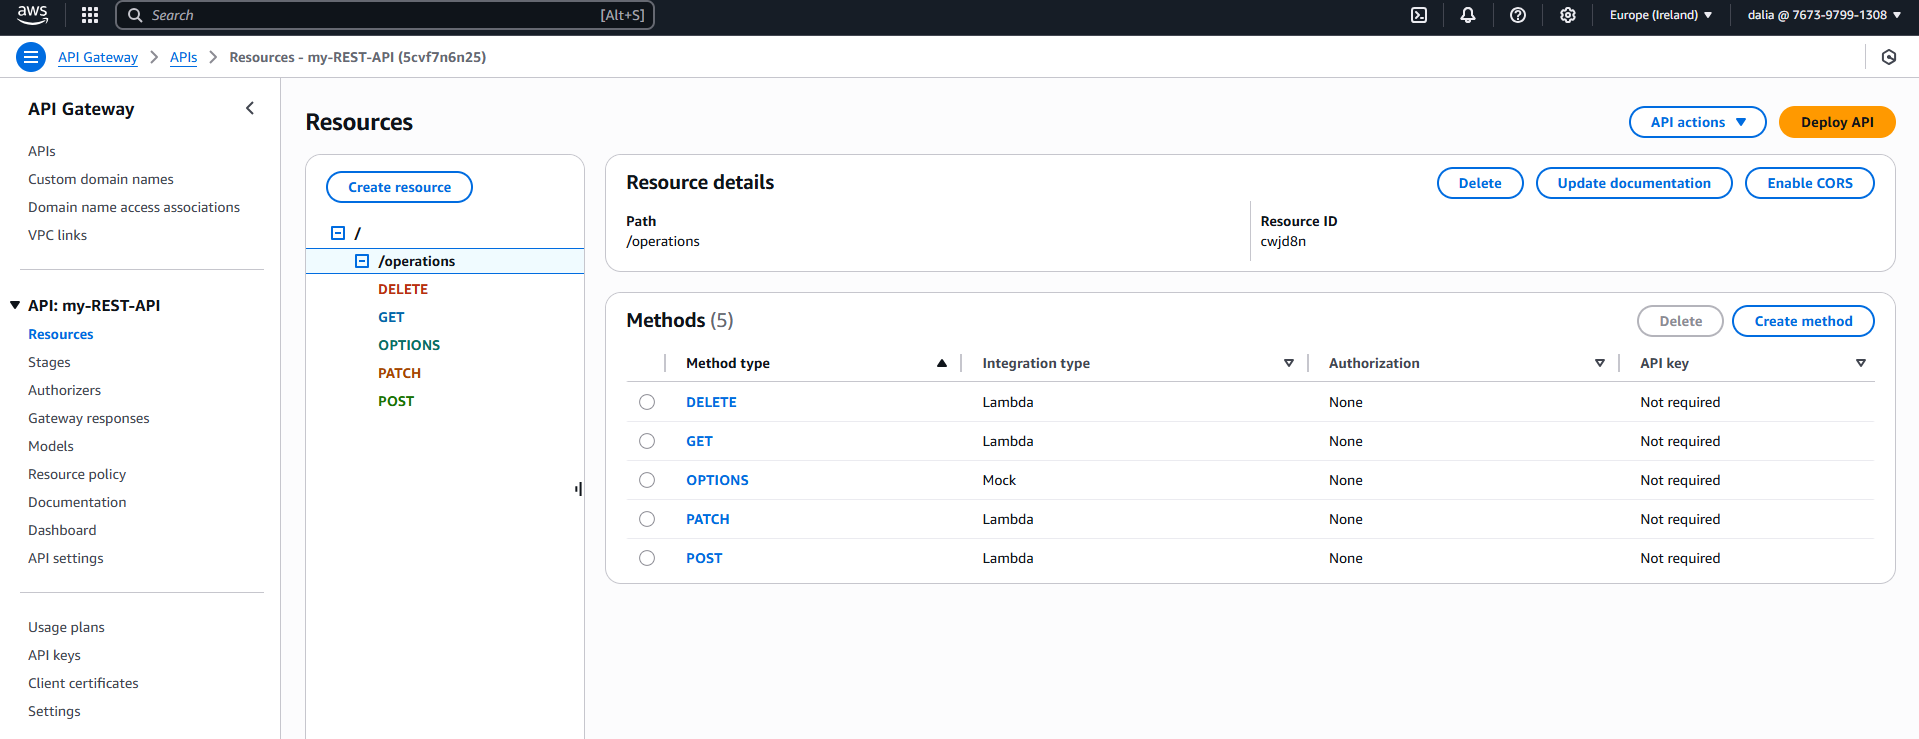 aws
Search
[Alt+S]
Europe (Ireland)
dalia @ 7673-9799-1308
API Gateway
APIs
Resources - my-REST-API (5cvf7n6n25)
API Gateway
APIs
Custom domain names
Domain name access associations
VPC links
API: my-REST-API
Resources
Stages
Authorizers
Gateway responses
Models
Resource policy
Documentation
Dashboard
API settings
Usage plans
API keys
Client certificates
Settings
Resources
API actions
Deploy API
Create resource
/
/operations
DELETE
GET
OPTIONS
PATCH
POST
Resource details
Delete
Update documentation
Enable CORS
Path
/operations
Resource ID
cwjd8n
Methods (5)
Delete
Create method
Method type Integration type Authorization API key
DELETE Lambda None Not required
GET Lambda None Not required
OPTIONS Mock None Not required
PATCH Lambda None Not required
POST Lambda None Not required